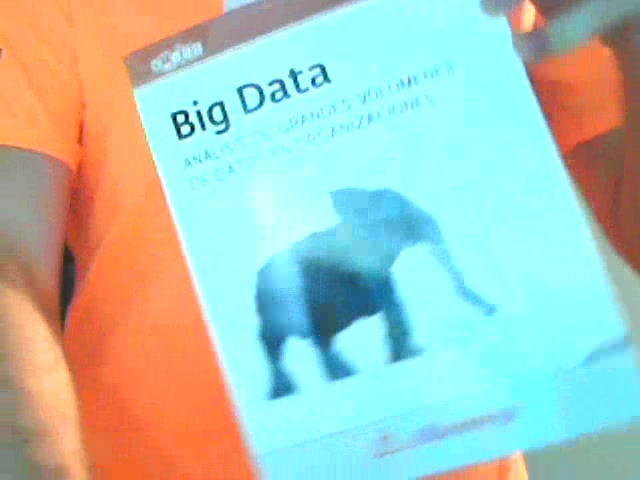 Big Data
ANÁLISIS DE GRANDES VOLÚMENES
DE DATOS EN ORGANIZACIONES